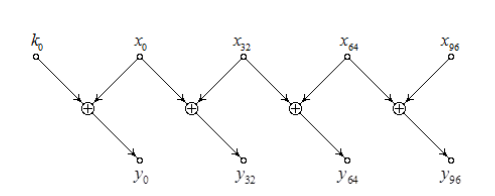 k₀ x₀ x₃₂ x₆₄ x₉₆
⊕ ⊕ ⊕ ⊕
y₀ y₃₂ y₆₄ y₉₆